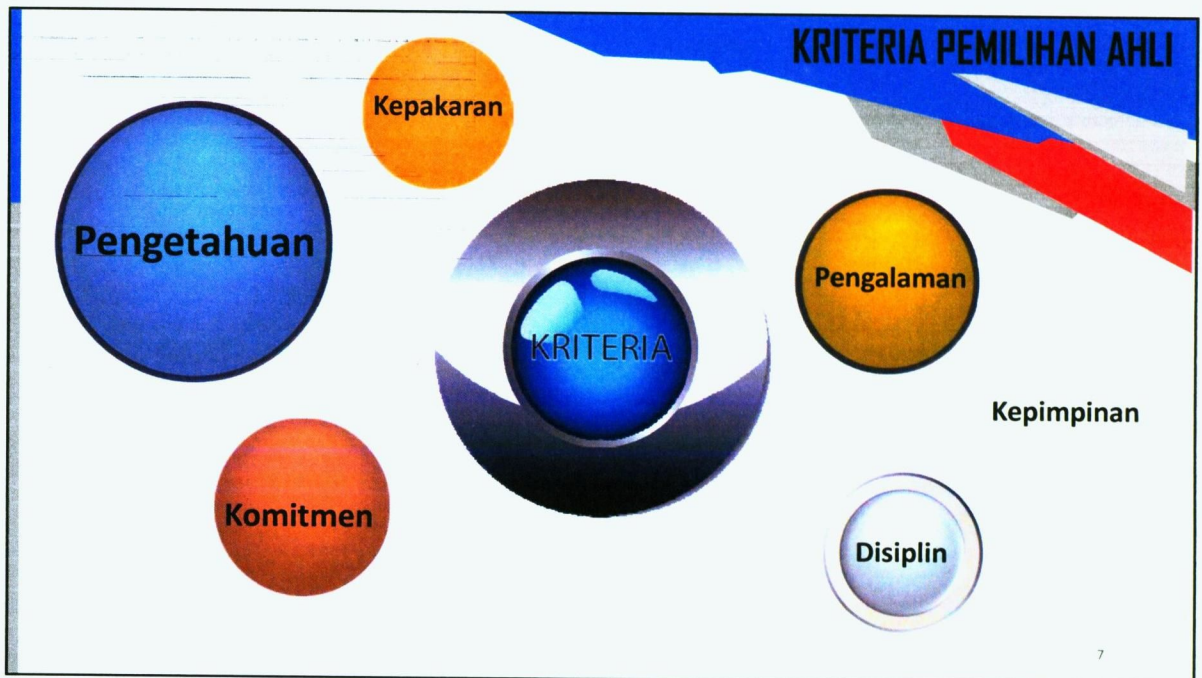 KRITERIA PEMILIHAN AHLI
Kepakaran
Pengetahuan
Pengalaman
KRITERIA
Kepimpinan
Komitmen
Disiplin
7